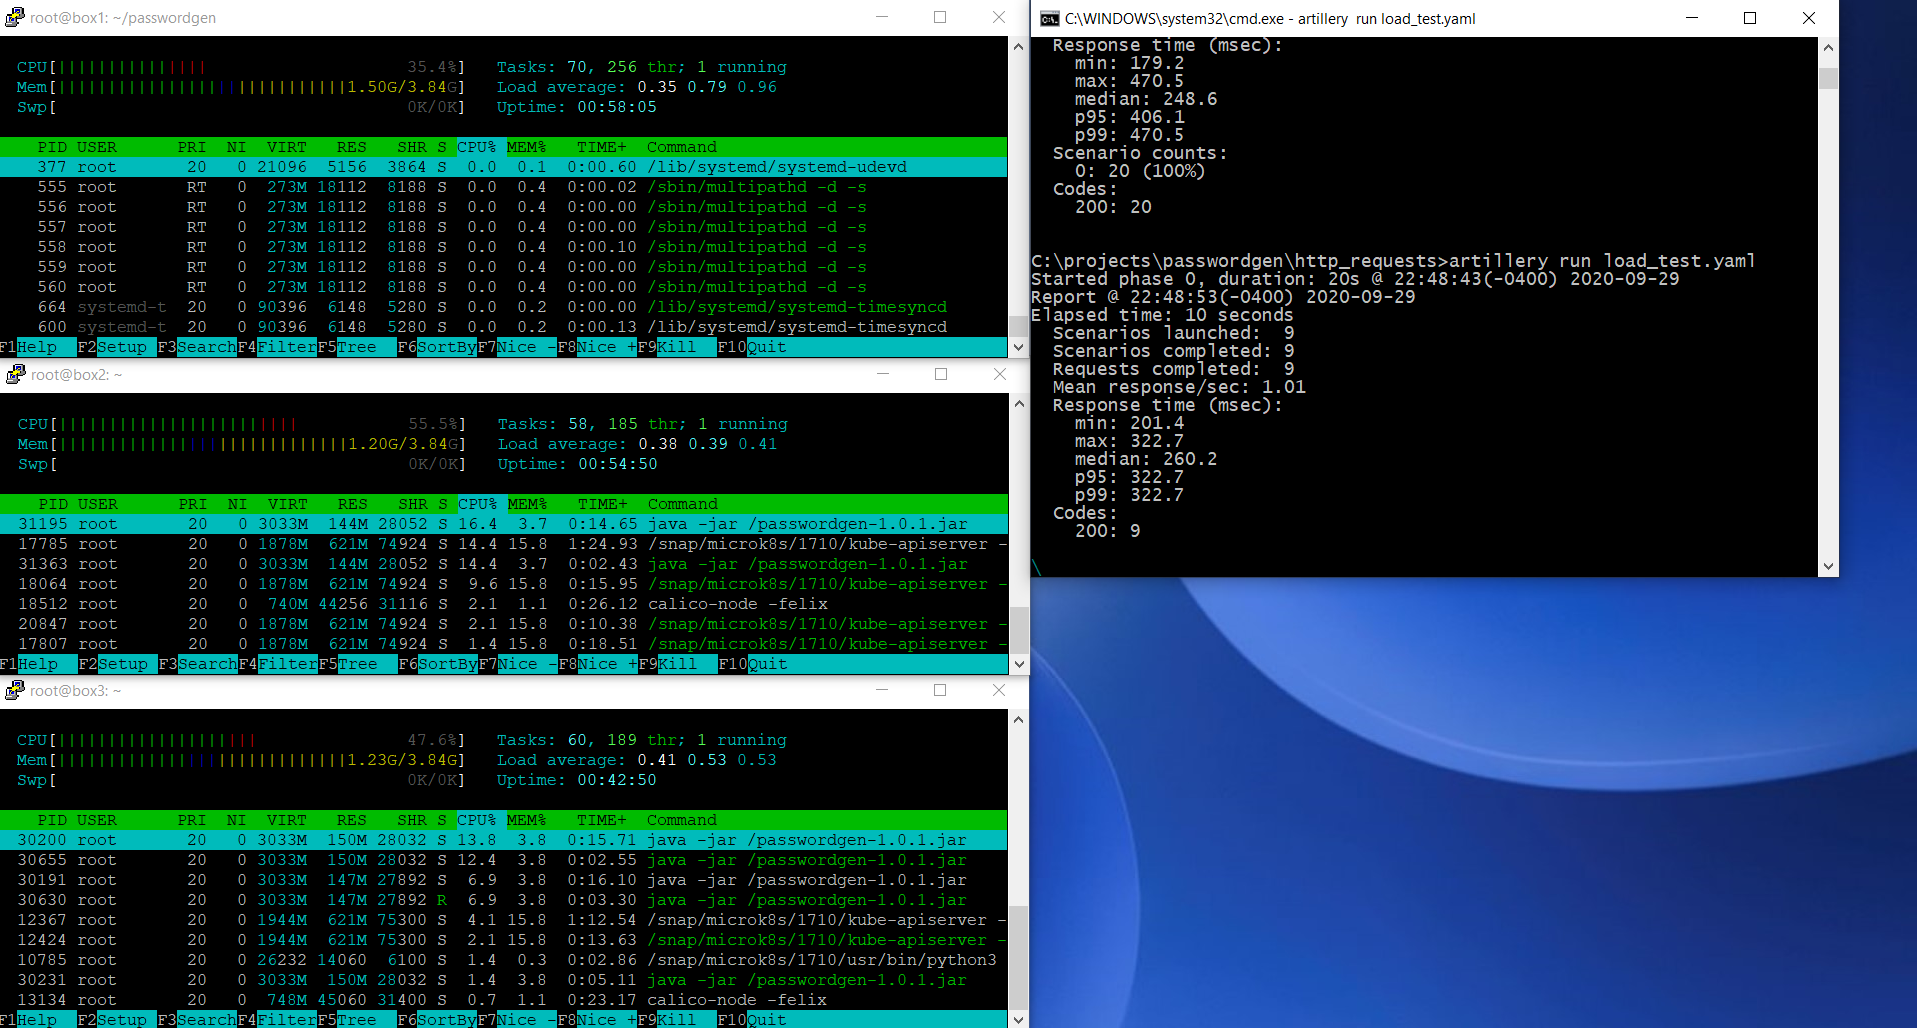 root@box1: ~/passwordgen
CPU[|||||||||||||||35.4%] Tasks: 70, 256 thr; 1 running
Mem[|||||||||||||||||||||||||||||1.50G/3.84G] Load average: 0.35 0.79 0.96
Swp[0K/0K] Uptime: 00:58:05
PID USER PRI NI VIRT RES SHR S CPU% MEM% TIME+ Command
377 root 20 0 21096 5156 3864 S 0.0 0.1 0:00.60 /lib/systemd/systemd-udevd
555 root RT 0 273M 18112 8188 S 0.0 0.4 0:00.02 /sbin/multipathd -d -s
556 root RT 0 273M 18112 8188 S 0.0 0.4 0:00.00 /sbin/multipathd -d -s
557 root RT 0 273M 18112 8188 S 0.0 0.4 0:00.00 /sbin/multipathd -d -s
558 root RT 0 273M 18112 8188 S 0.0 0.4 0:00.10 /sbin/multipathd -d -s
559 root RT 0 273M 18112 8188 S 0.0 0.4 0:00.00 /sbin/multipathd -d -s
560 root RT 0 273M 18112 8188 S 0.0 0.4 0:00.00 /sbin/multipathd -d -s
664 systemd-t 20 0 90396 6148 5280 S 0.0 0.2 0:00.00 /lib/systemd/systemd-timesyncd
600 systemd-t 20 0 90396 6148 5280 S 0.0 0.2 0:00.13 /lib/systemd/systemd-timesyncd
F1Help F2Setup F3SearchF4FilterF5Tree F6SortByF7Nice -F8Nice +F9Kill F10Quit
root@box2: ~
CPU[||||||||||||||||||||||||55.5%] Tasks: 58, 185 thr; 1 running
Mem[|||||||||||||||||||||||||||||1.20G/3.84G] Load average: 0.38 0.39 0.41
Swp[0K/0K] Uptime: 00:54:50
PID USER PRI NI VIRT RES SHR S CPU% MEM% TIME+ Command
31195 root 20 0 3033M 144M 28052 S 16.4 3.7 0:14.65 java -jar /passwordgen-1.0.1.jar
17785 root 20 0 1878M 621M 74924 S 14.4 15.8 1:24.93 /snap/microk8s/1710/kube-apiserver -
31363 root 20 0 3033M 144M 28052 S 14.4 3.7 0:02.43 java -jar /passwordgen-1.0.1.jar
18064 root 20 0 1878M 621M 74924 S 9.6 15.8 0:15.95 /snap/microk8s/1710/kube-apiserver -
18512 root 20 0 740M 44256 31116 S 2.1 1.1 0:26.12 calico-node -felix
20847 root 20 0 1878M 621M 74924 S 2.1 15.8 0:10.38 /snap/microk8s/1710/kube-apiserver -
17807 root 20 0 1878M 621M 74924 S 1.4 15.8 0:18.51 /snap/microk8s/1710/kube-apiserver -
F1Help F2Setup F3SearchF4FilterF5Tree F6SortByF7Nice -F8Nice +F9Kill F10Quit
root@box3: ~
CPU[||||||||||||||||||||47.6%] Tasks: 60, 189 thr; 1 running
Mem[|||||||||||||||||||||||||||||1.23G/3.84G] Load average: 0.41 0.53 0.53
Swp[0K/0K] Uptime: 00:42:50
PID USER PRI NI VIRT RES SHR S CPU% MEM% TIME+ Command
30200 root 20 0 3033M 150M 28032 S 13.8 3.8 0:15.71 java -jar /passwordgen-1.0.1.jar
30655 root 20 0 3033M 150M 28032 S 12.4 3.8 0:02.55 java -jar /passwordgen-1.0.1.jar
30191 root 20 0 3033M 147M 27892 S 6.9 3.8 0:16.10 java -jar /passwordgen-1.0.1.jar
30630 root 20 0 3033M 147M 27892 R 6.9 3.8 0:03.30 java -jar /passwordgen-1.0.1.jar
12367 root 20 0 1944M 621M 75300 S 4.1 15.8 1:12.54 /snap/microk8s/1710/kube-apiserver -
12424 root 20 0 1944M 621M 75300 S 2.1 15.8 0:13.63 /snap/microk8s/1710/kube-apiserver -
10785 root 20 0 26232 14060 6100 S 1.4 0.3 0:02.86 /snap/microk8s/1710/usr/bin/python3
30231 root 20 0 3033M 150M 28032 S 1.4 3.8 0:05.11 java -jar /passwordgen-1.0.1.jar
13134 root 20 0 748M 45060 31400 S 0.7 1.1 0:23.17 calico-node -felix
F1Help F2Setup F3SearchF4FilterF5Tree F6SortByF7Nice -F8Nice +F9Kill F10Quit
C:\WINDOWS\system32\cmd.exe - artillery run load_test.yaml
Response time (msec):
min: 179.2
max: 470.5
median: 248.6
p95: 406.1
p99: 470.5
Scenario counts:
0: 20 (100%)
Codes:
200: 20
C:\projects\passwordgen\http_requests>artillery run load_test.yaml
Started phase 0, duration: 20s @ 22:48:43(-0400) 2020-09-29
Report @ 22:48:53(-0400) 2020-09-29
Elapsed time: 10 seconds
Scenarios launched: 9
Scenarios completed: 9
Requests completed: 9
Mean response/sec: 1.01
Response time (msec):
min: 201.4
max: 322.7
median: 260.2
p95: 322.7
p99: 322.7
Codes:
200: 9
\